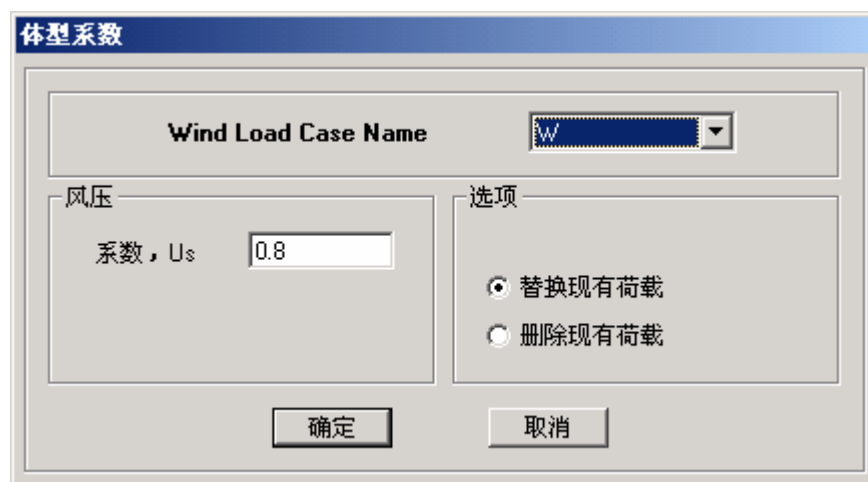 体型系数
Wind Load Case Name
W
风压
系数，Us
0.8
选项
替换现有荷载
删除现有荷载
确定
取消